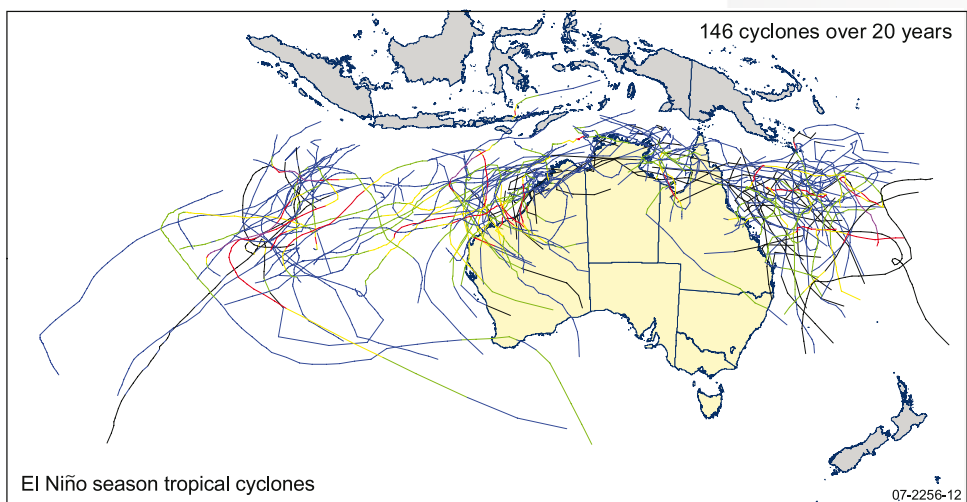 146 cyclones over 20 years
El Niño season tropical cyclones
07-2256-12